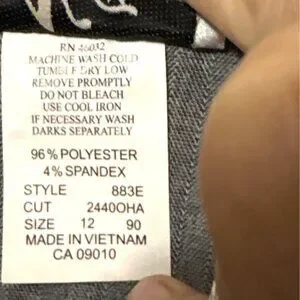 RN 46032
MACHINE WASH COLD
TUMBLE DRY LOW
REMOVE PROMPTLY
DO NOT BLEACH
USE COOL IRON
IF NECESSARY WASH
DARKS SEPARATELY
96% POLYESTER
4% SPANDEX
STYLE 883E
CUT 2440OHA
SIZE 12 90
MADE IN VIETNAM
CA 09010